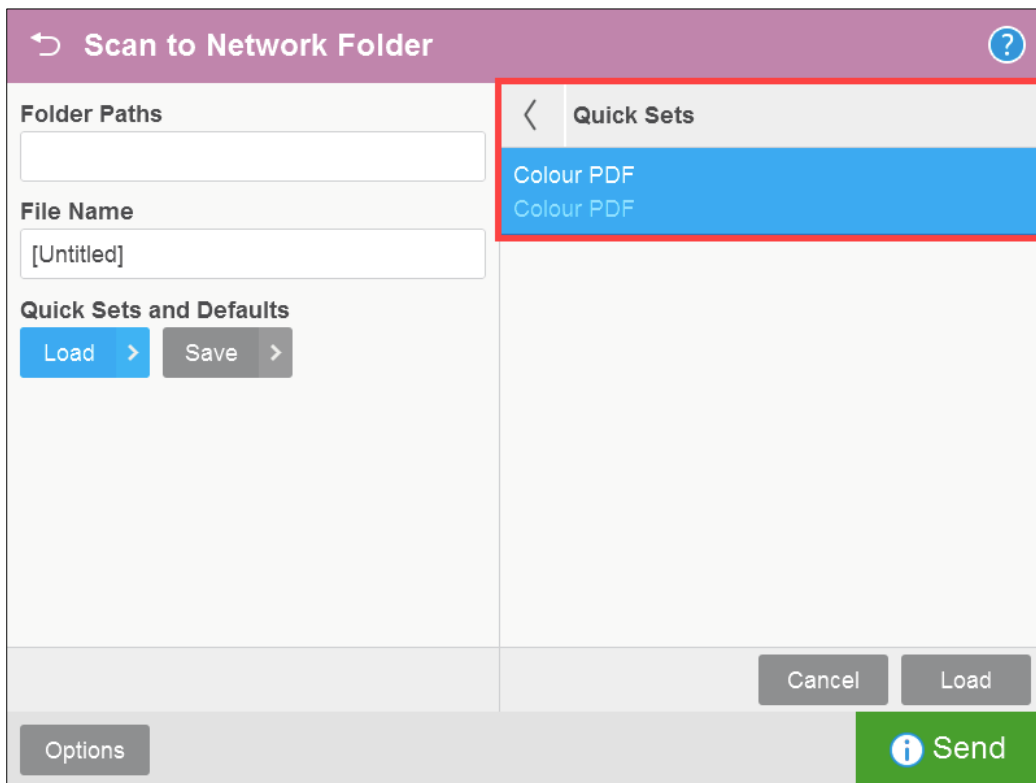 Scan to Network Folder
?
Folder Paths
File Name
[Untitled]
Quick Sets and Defaults
Load
Save
Quick Sets
Colour PDF
Colour PDF
Cancel
Load
Options
i Send